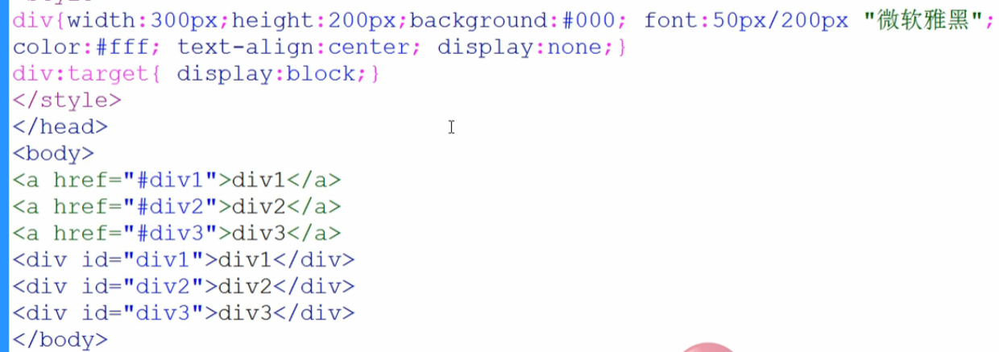 div{width:300px;height:200px;background:#000; font:50px/200px "微软雅黑";
color:#fff; text-align:center; display:none;}
div:target{ display:block;}
</style>
</head>
<body>
<a href="#div1">div1</a>
<a href="#div2">div2</a>
<a href="#div3">div3</a>
<div id="div1">div1</div>
<div id="div2">div2</div>
<div id="div3">div3</div>
</body>